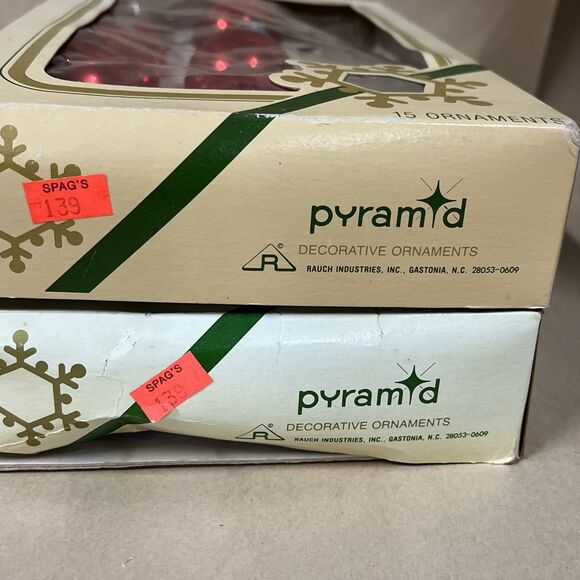 15 ORNAMENTS
SPAG'S
139
pyramid
DECORATIVE ORNAMENTS
R ©
RAUCH INDUSTRIES, INC., GASTONIA, N.C. 28053-0609
SPAG'S
139
pyramid
DECORATIVE ORNAMENTS
R ©
RAUCH INDUSTRIES, INC., GASTONIA, N.C. 28053-0609